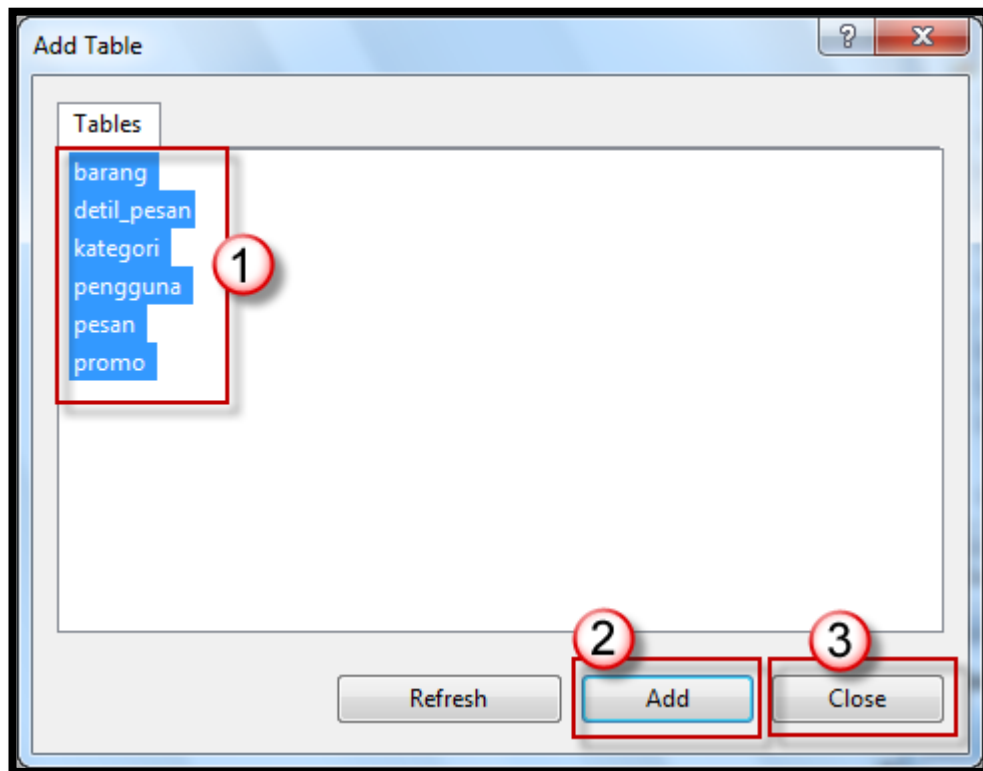 Add Table
?
Tables
barang
detil_pesan
kategori
1
pengguna
pesan
promo
2
3
Refresh
Add
Close